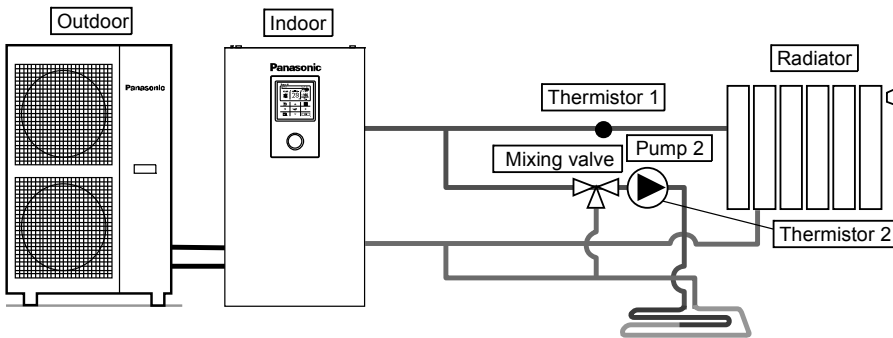 Outdoor
Indoor
Panasonic
Panasonic
Radiator
Thermistor 1
Mixing valve
Pump 2
Thermistor 2